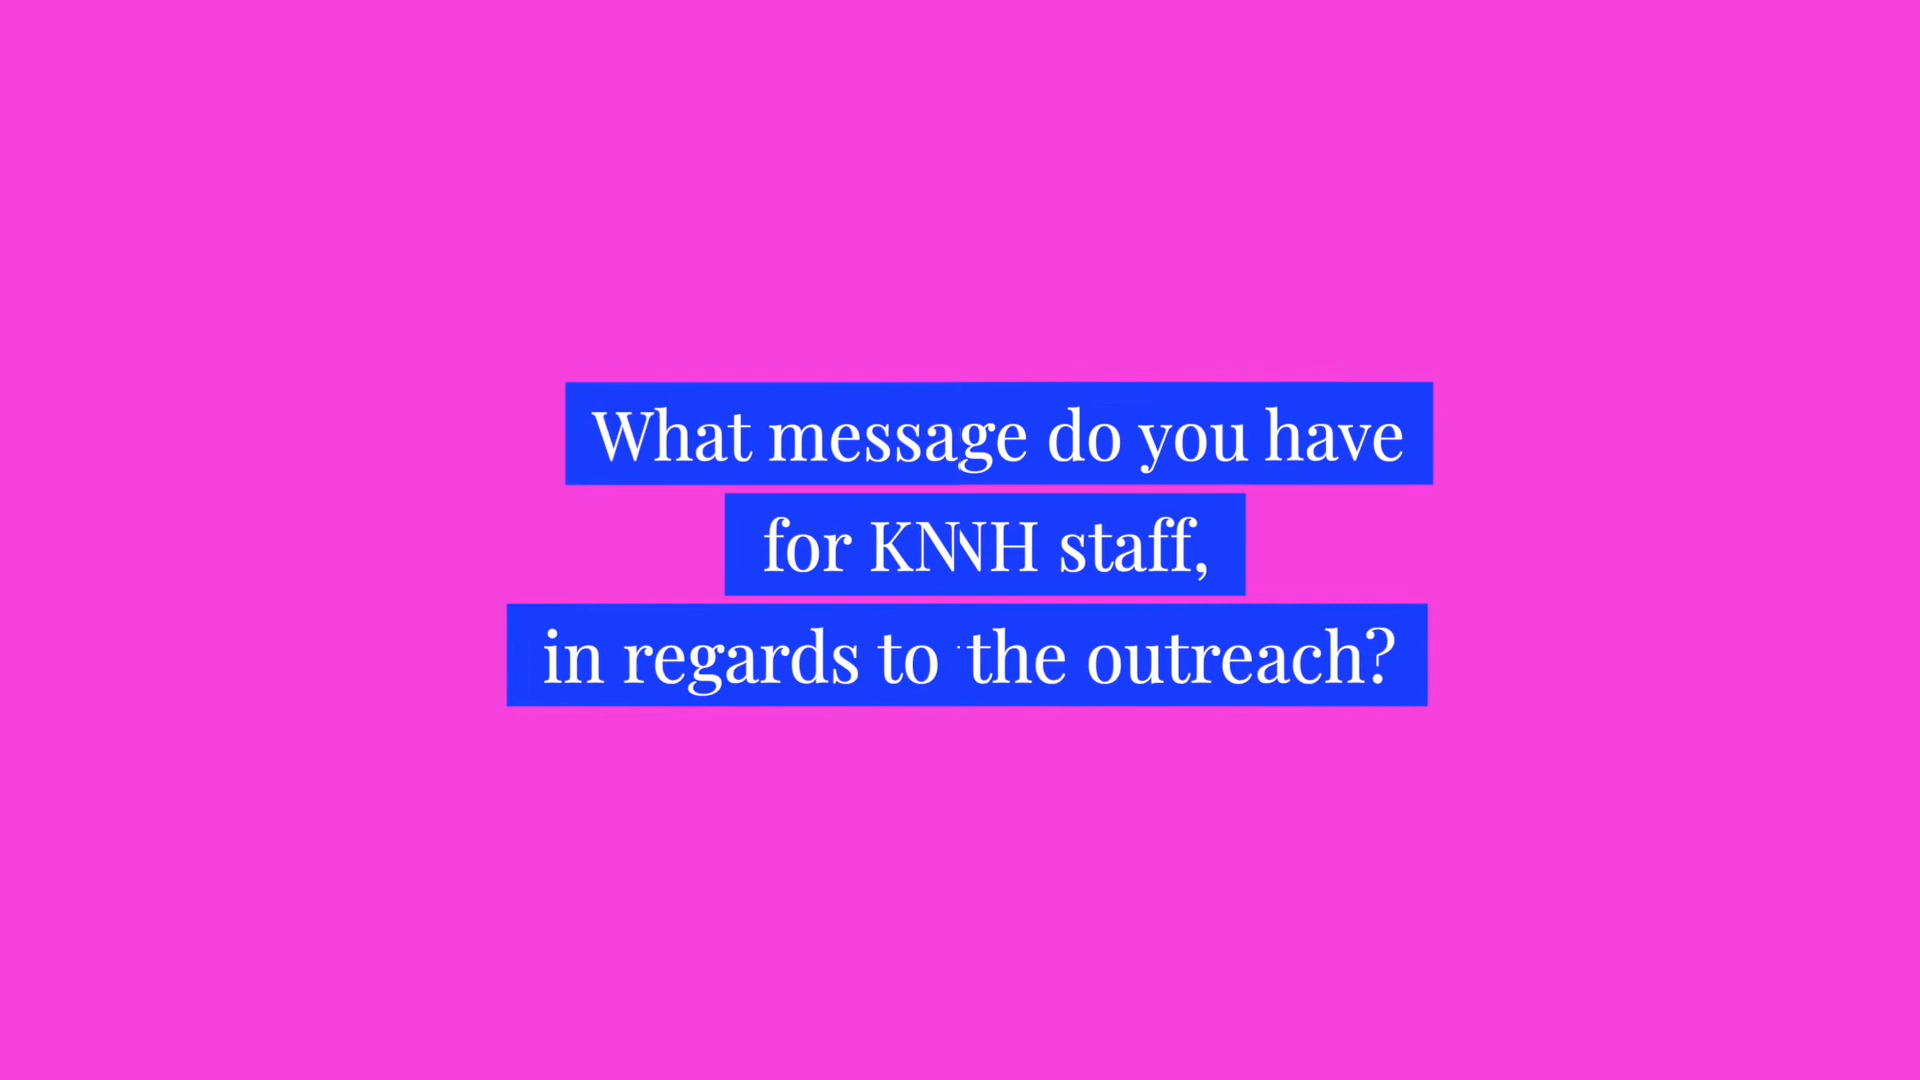 What message do you have
for KNH staff,
in regards to the outreach?